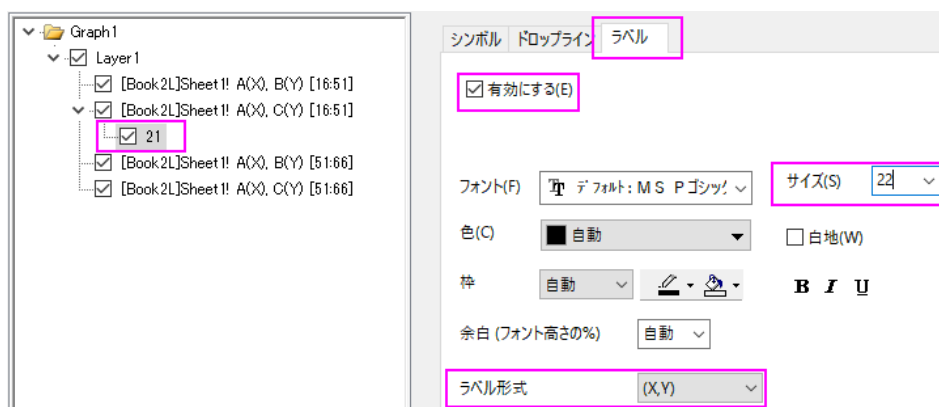 Graph1
Layer1
[Book2L]Sheet1! A(X), B(Y) [16:51]
[Book2L]Sheet1! A(X), C(Y) [16:51]
21
[Book2L]Sheet1! A(X), B(Y) [51:66]
[Book2L]Sheet1! A(X), C(Y) [51:66]
シンボル ドロップライン ラベル
有効にする(E)
フォント(F) デフォルト: MS Pゴシック サイズ(S) 22
色(C) 自動 白地(W)
枠 自動 B I U
余白 (フォント高さの%) 自動
ラベル形式 (X,Y)